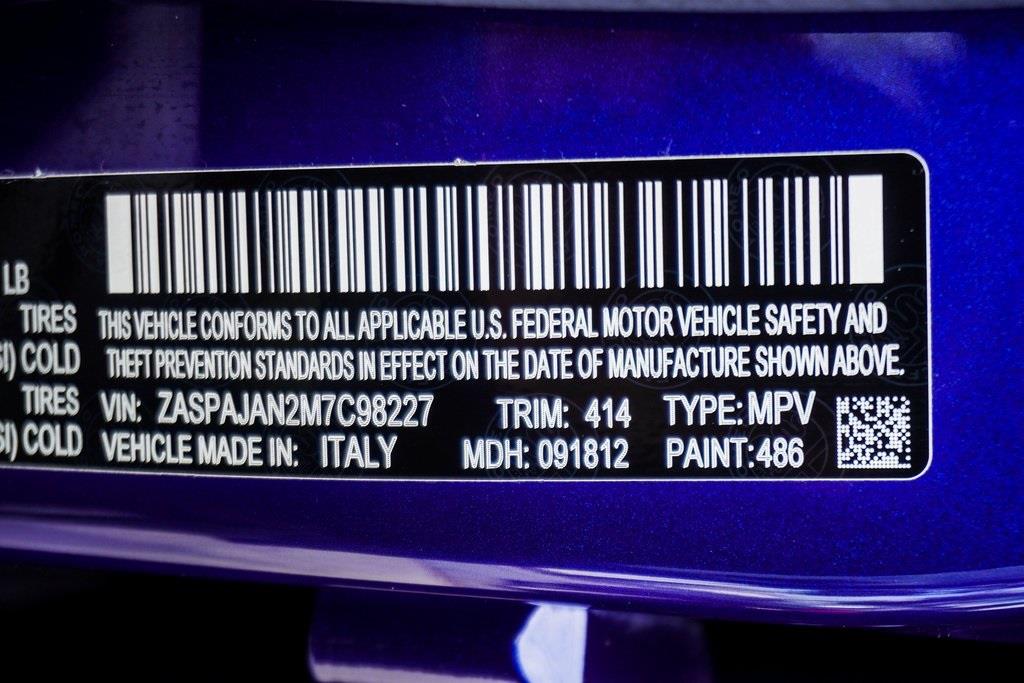 LB
TIRES THIS VEHICLE CONFORMS TO ALL APPLICABLE U.S. FEDERAL MOTOR VEHICLE SAFETY AND
SI) COLD THEFT PREVENTION STANDARDS IN EFFECT ON THE DATE OF MANUFACTURE SHOWN ABOVE.
TIRES VIN: ZASPAJAN2M7C98227 TRIM: 414 TYPE: MPV
SI) COLD VEHICLE MADE IN: ITALY MDH: 091812 PAINT: 486